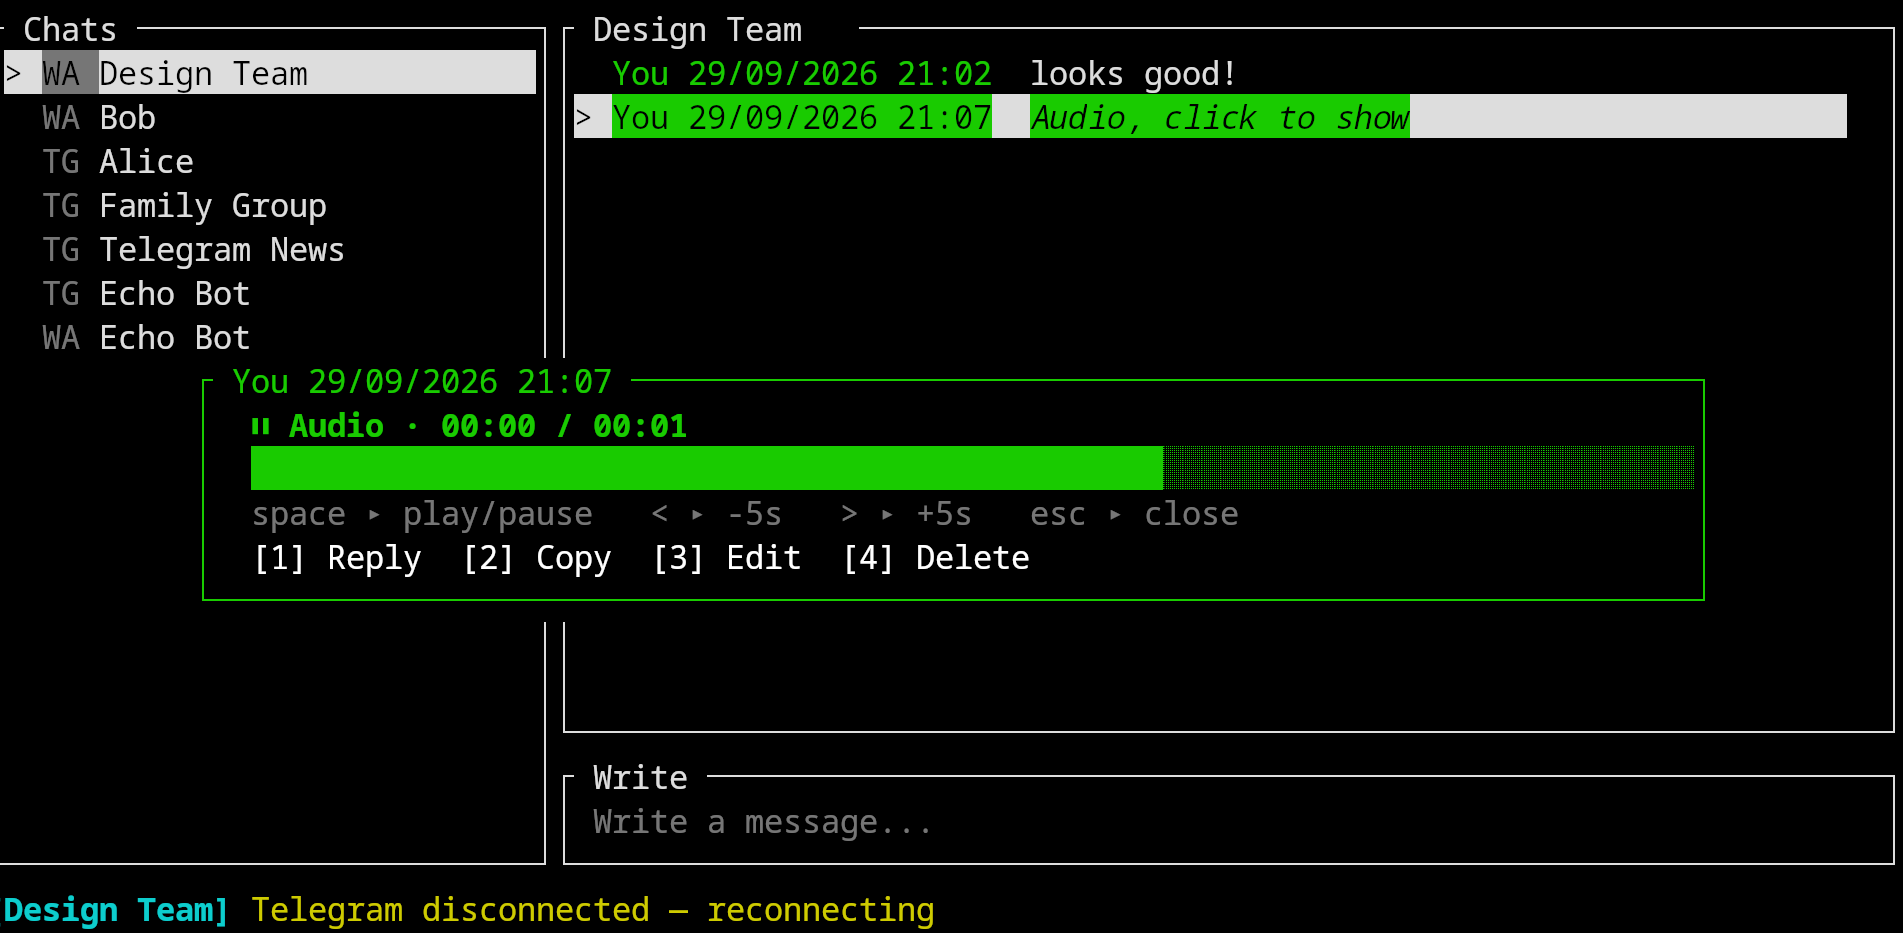 Chats
> WA Design Team
WA Bob
TG Alice
TG Family Group
TG Telegram News
TG Echo Bot
WA Echo Bot
Design Team
You 29/09/2026 21:02 looks good!
> You 29/09/2026 21:07 Audio, click to show
You 29/09/2026 21:07
Audio · 00:00 / 00:01
space ▸ play/pause < ▸ -5s > ▸ +5s esc ▸ close
[1] Reply [2] Copy [3] Edit [4] Delete
Write
Write a message...
Design Team] Telegram disconnected — reconnecting